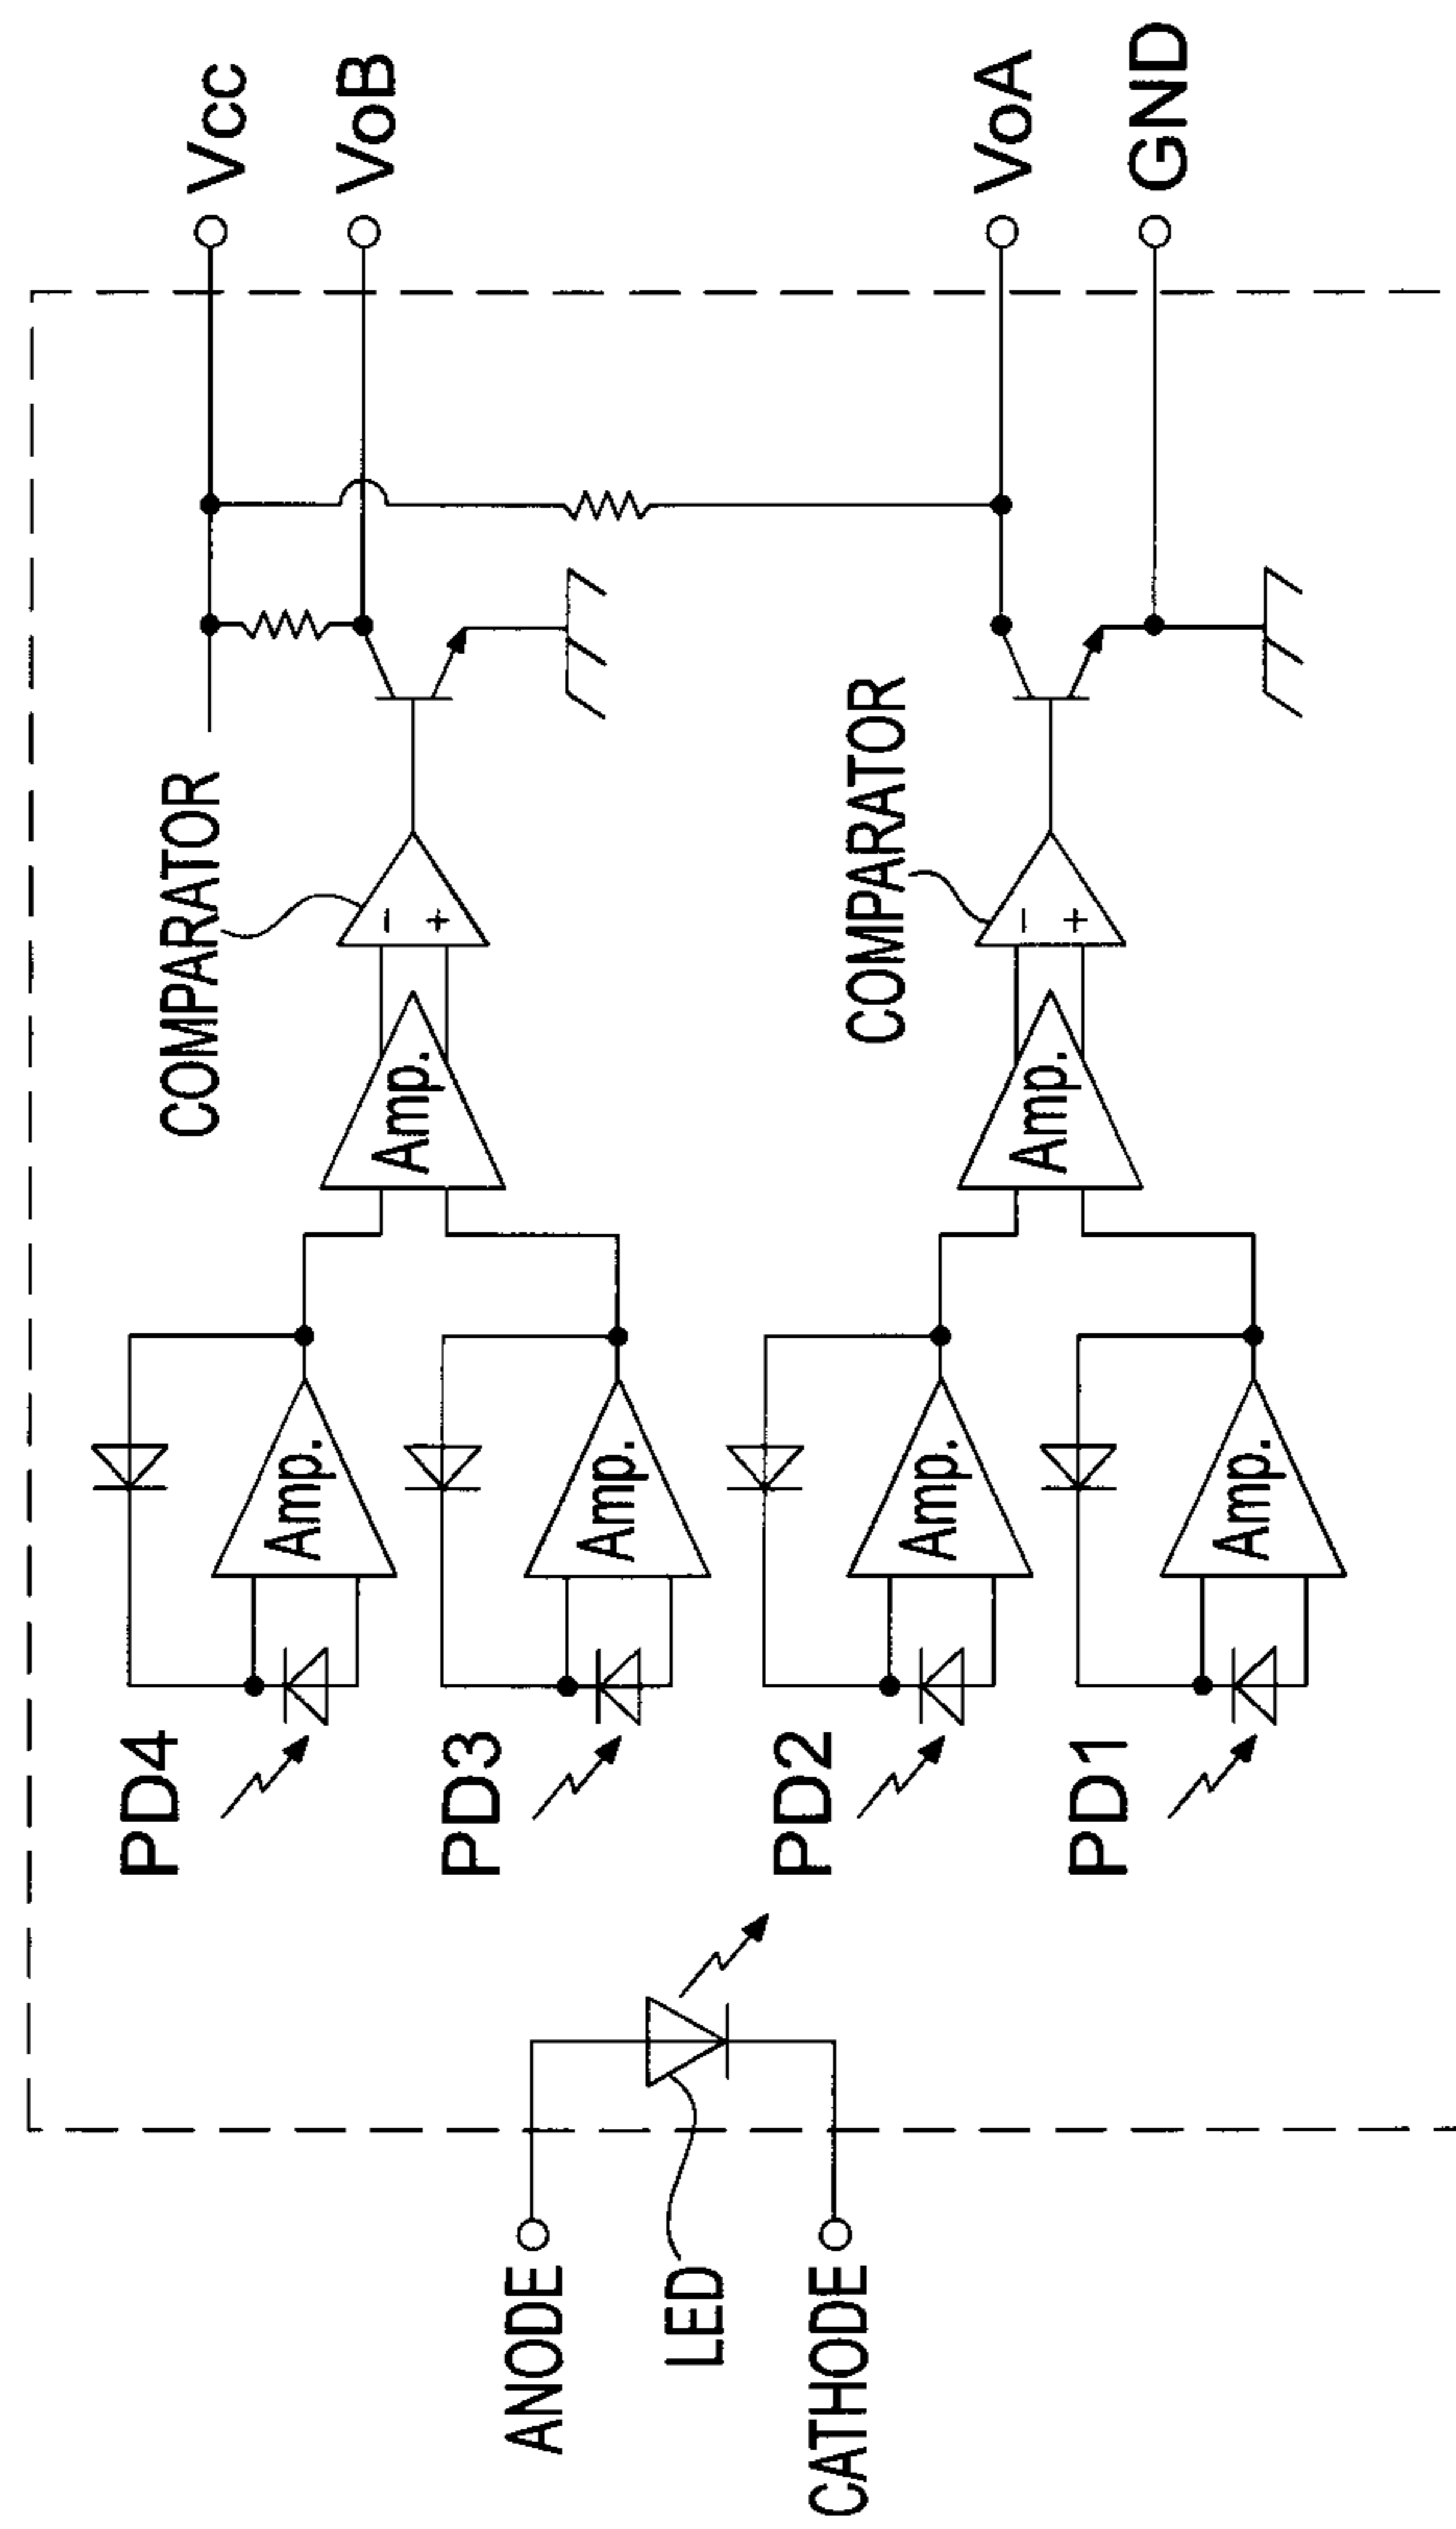 ANODE
LED
CATHODE
PD4
PD3
PD2
PD1
Amp.
Amp.
Amp.
Amp.
Amp.
Amp.
COMPARATOR
- +
COMPARATOR
- +
Vcc
VoB
VoA
GND